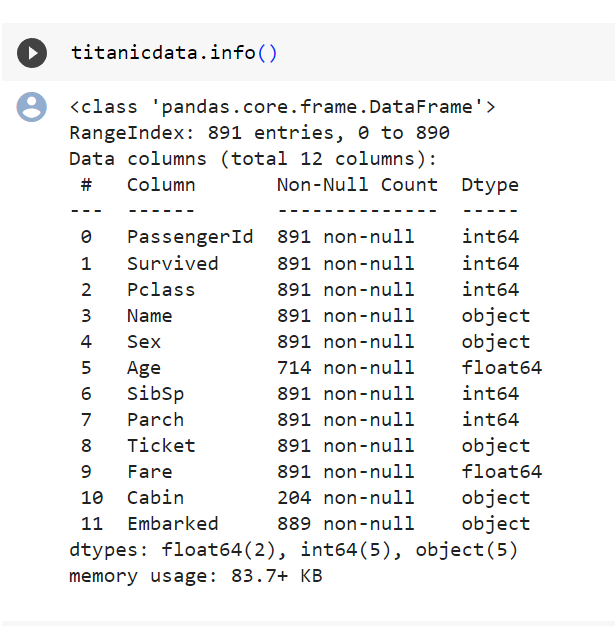 titanicdata.info()
<class 'pandas.core.frame.DataFrame'>
RangeIndex: 891 entries, 0 to 890
Data columns (total 12 columns):
 #   Column       Non-Null Count  Dtype
---  ------       --------------  -----
 0   PassengerId  891 non-null    int64
 1   Survived     891 non-null    int64
 2   Pclass       891 non-null    int64
 3   Name         891 non-null    object
 4   Sex          891 non-null    object
 5   Age          714 non-null    float64
 6   SibSp        891 non-null    int64
 7   Parch        891 non-null    int64
 8   Ticket       891 non-null    object
 9   Fare         891 non-null    float64
 10  Cabin        204 non-null    object
 11  Embarked     889 non-null    object
dtypes: float64(2), int64(5), object(5)
memory usage: 83.7+ KB